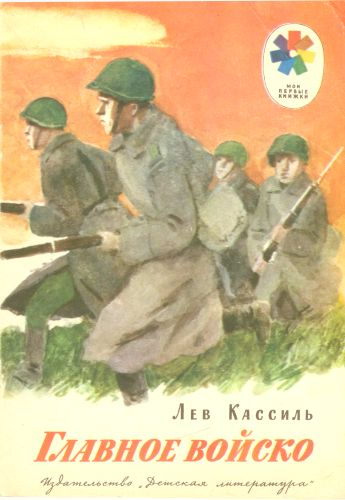 МОИ
ПЕРВЫЕ
КНИЖКИ
ЛЕВ КАССИЛЬ
ГЛАВНОЕ ВОЙСКО
Издательство „Детская литература"